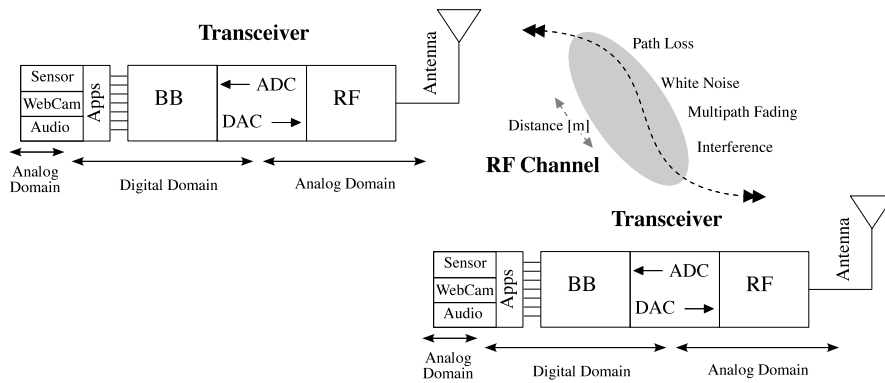 Transceiver
Antenna
Sensor
WebCam
Audio
Apps
BB
ADC
DAC
RF
Analog
Domain
Digital Domain
Analog Domain
Path Loss
White Noise
Multipath Fading
Interference
Distance [m]
RF Channel
Transceiver
Antenna
Sensor
WebCam
Audio
Apps
BB
ADC
DAC
RF
Analog
Domain
Digital Domain
Analog Domain